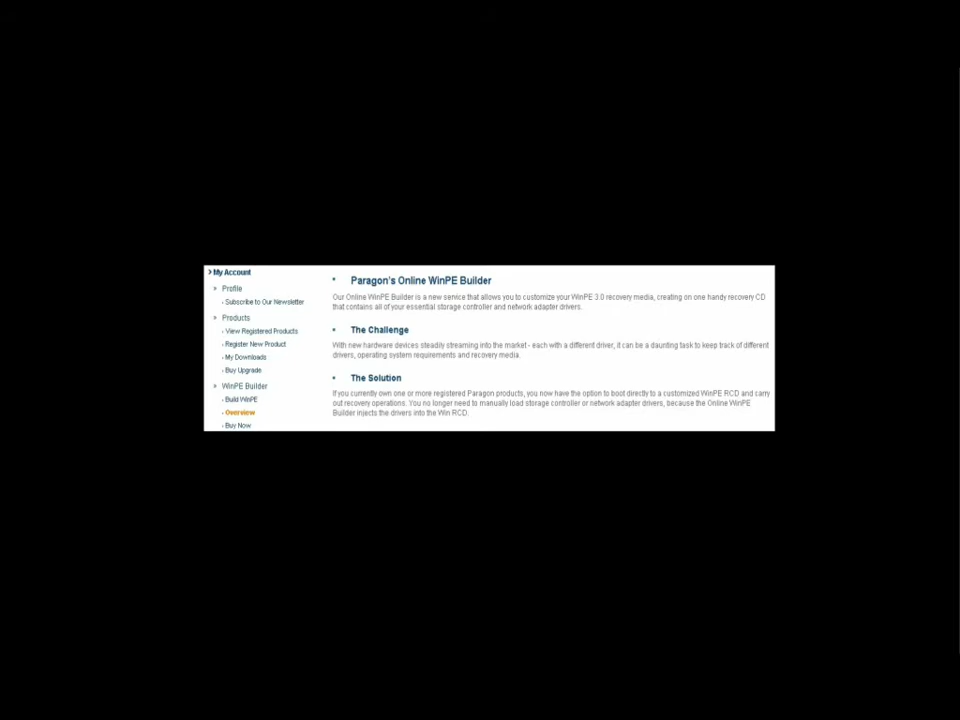 My Account
Profile
Subscribe to Our Newsletter
Products
View Registered Products
Register New Product
My Downloads
Buy Upgrade
WinPE Builder
Build WinPE
Overview
Buy Now
Paragon's Online WinPE Builder
Our Online WinPE Builder is a new service that allows you to customize your WinPE 3.0 recovery media, creating on one handy recovery CD
that contains all of your essential storage controller and network adapter drivers.
The Challenge
With new hardware devices steadily streaming into the market - each with a different driver, it can be a daunting task to keep track of different
drivers, operating system requirements and recovery media.
The Solution
If you currently own one or more registered Paragon products, you now have the option to boot directly to a customized WinPE RCD and carry
out recovery operations. You no longer need to manually load storage controller or network adapter drivers, because the Online WinPE
Builder injects the drivers into the Win RCD.